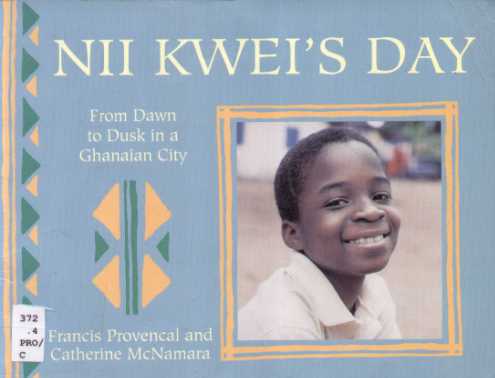 NII KWEI'S DAY
From Dawn
to Dusk in a
Ghanaian City
372
.4
PRO/
C
Francis Provencal and
Catherine McNamara